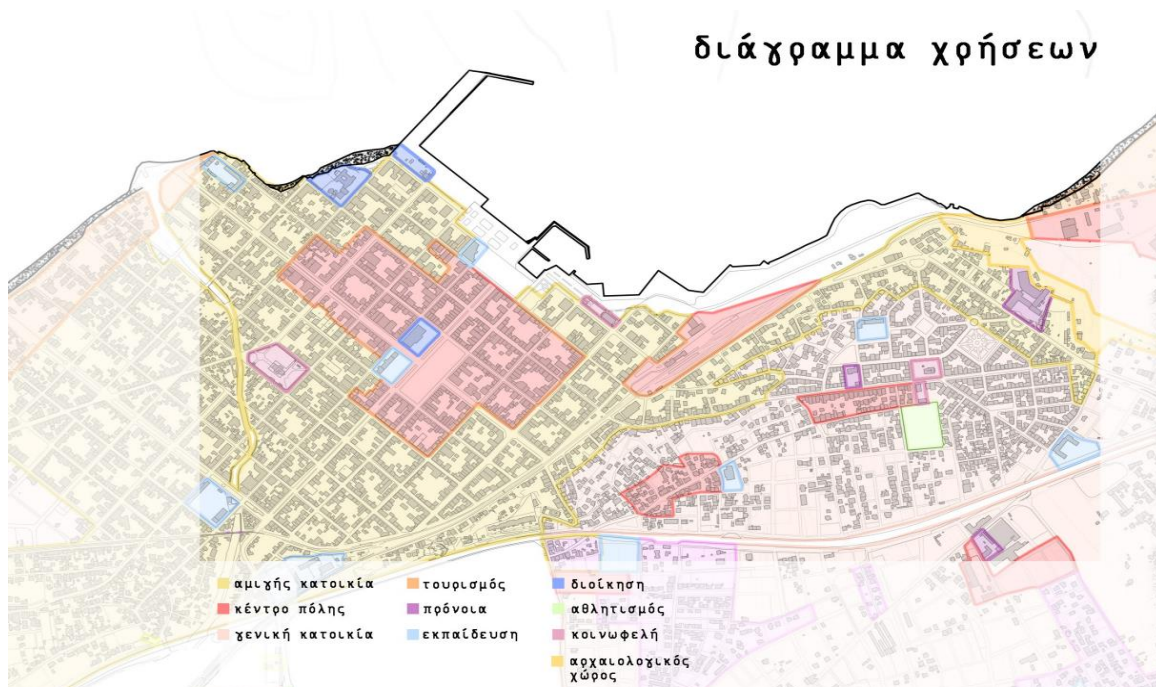 διάγραμμα χρήσεων
αμιγής κατοικία
κέντρο πόλης
γενική κατοικία
τουρισμός
πρόνοια
εκπαίδευση
διοίκηση
αθλητισμός
κοινωφελή
αρχαιολογικός
χώρος